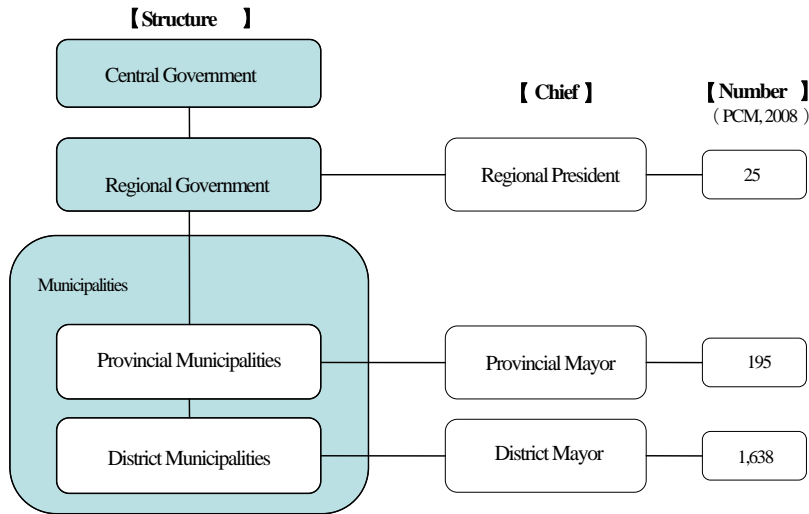 【Structure　】
Central Government
【 Chief 】
【Number　】
（ PCM, 2008 ）
Regional Government
Regional President
25
Municipalities
Provincial Municipalities
Provincial Mayor
195
District Municipalities
District Mayor
1,638